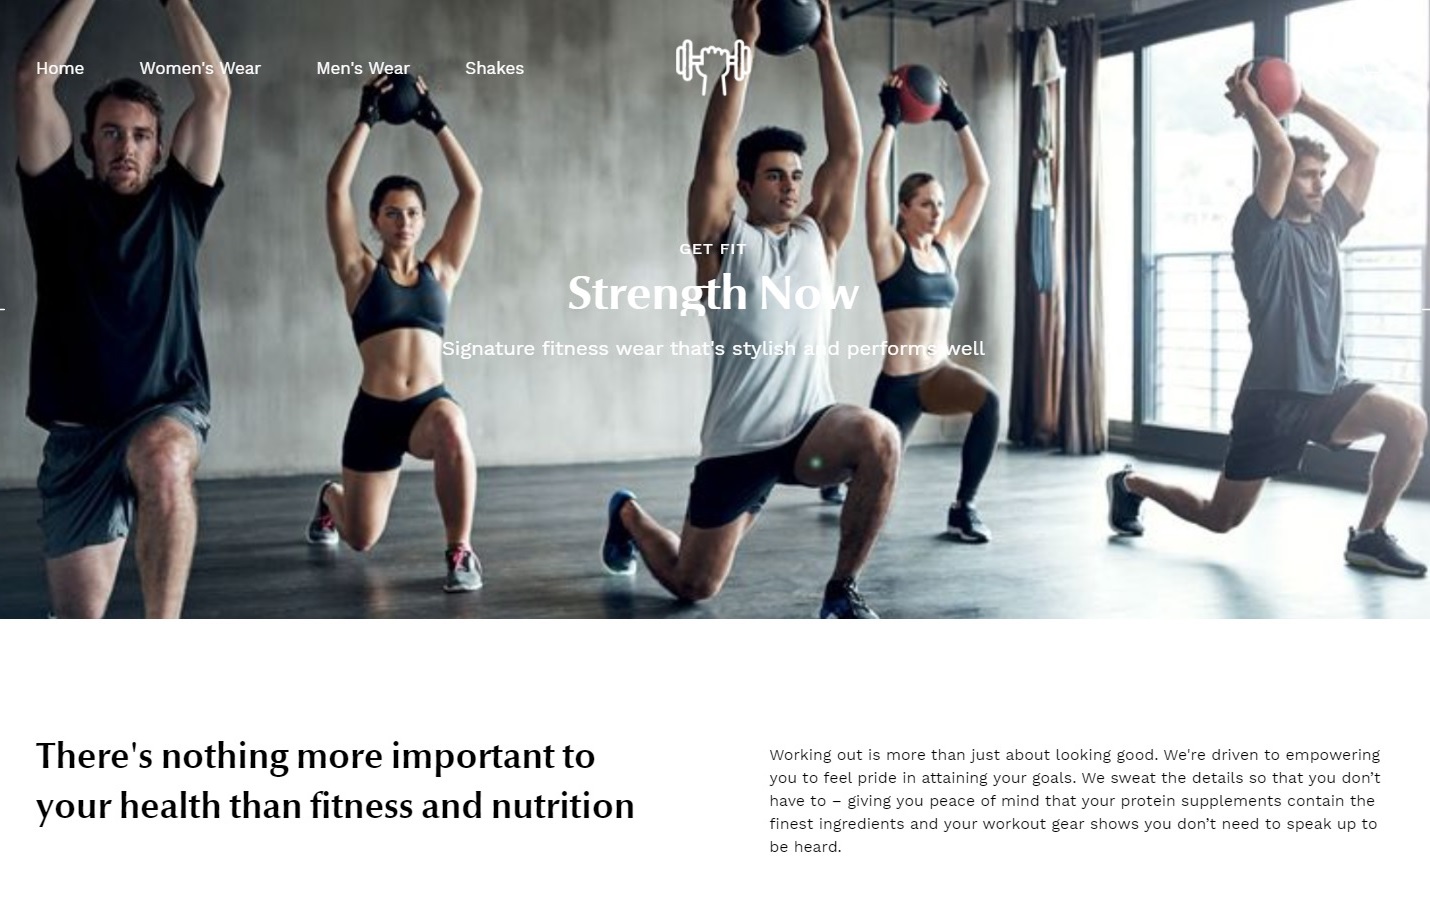 Home
Women's Wear
Men's Wear
Shakes
GET FIT
Strength Now
Signature fitness wear that's stylish and performs well
There's nothing more important to
your health than fitness and nutrition
Working out is more than just about looking good. We're driven to empowering
you to feel pride in attaining your goals. We sweat the details so that you don’t
have to – giving you peace of mind that your protein supplements contain the
finest ingredients and your workout gear shows you don’t need to speak up to
be heard.